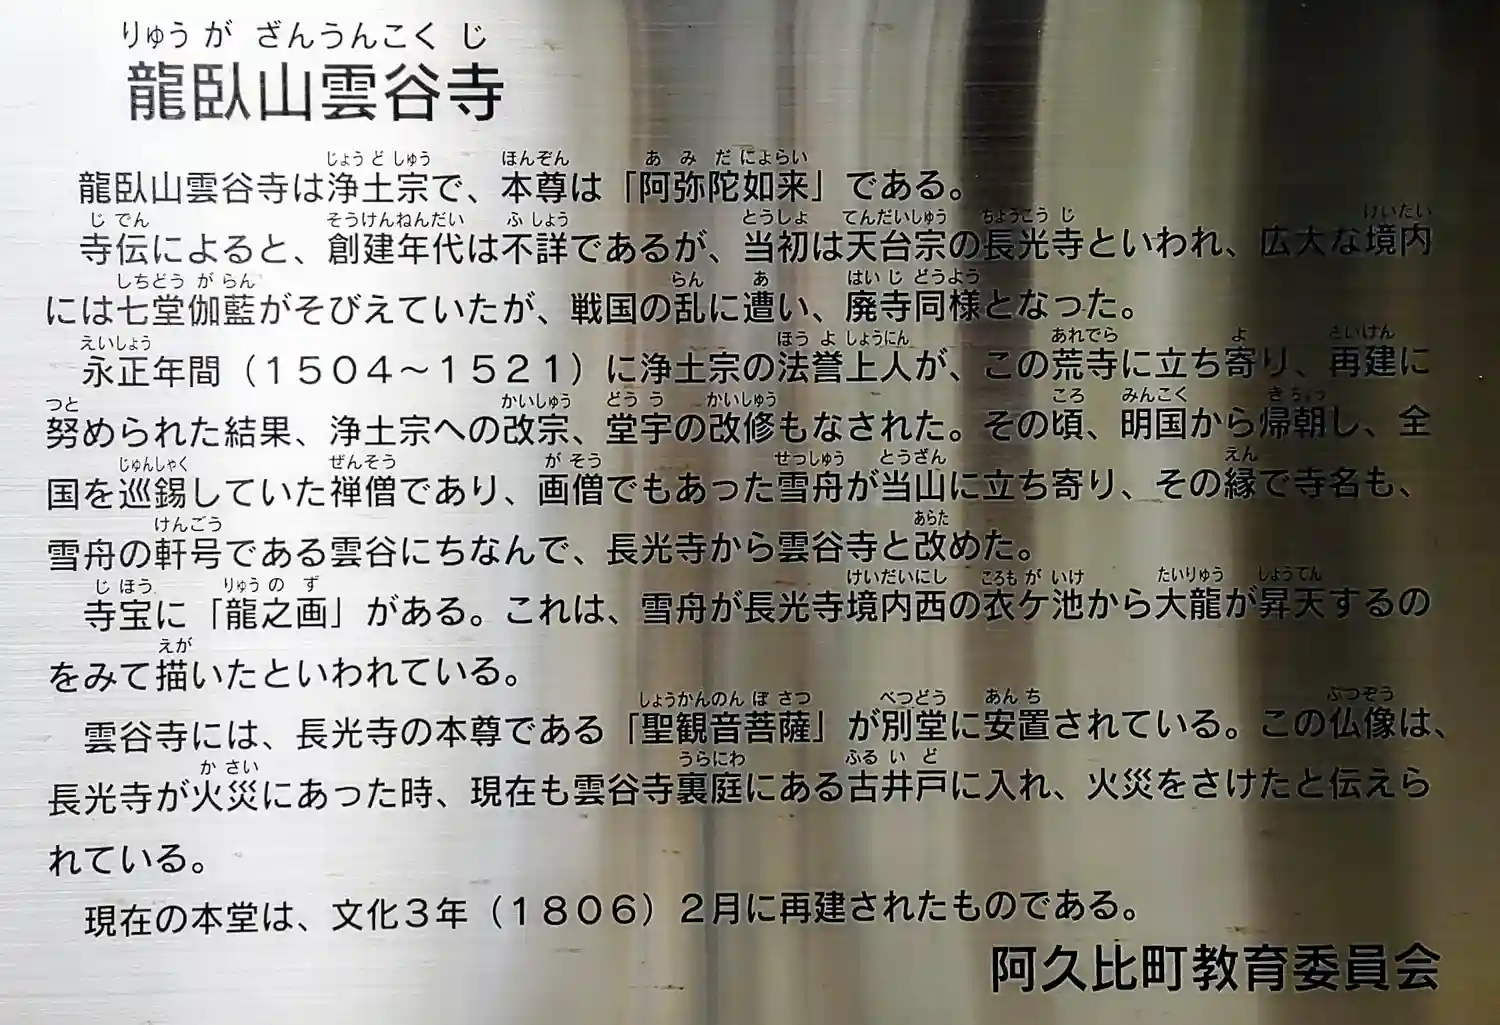 りゅうがざんうんこくじ
龍臥山雲谷寺
じょうどしゅう ほんぞん あみだにょらい
龍臥山雲谷寺は浄土宗で、本尊は「阿弥陀如来」である。
じでん そうけんねんだい ふしょう とうしょ てんだいしゅう ちょうこうじ けいたい
寺伝によると、創建年代は不詳であるが、当初は天台宗の長光寺といわれ、広大な境内
しちどうがらん らん あ はいじどうよう
には七堂伽藍がそびえていたが、戦国の乱に遭い、廃寺同様となった。
えいしょう ほうよしょうにん あれでら よ さいけん
永正年間（１５０４～１５２１）に浄土宗の法誉上人が、この荒寺に立ち寄り、再建に
つと かいしゅう どうう かいしゅう ころ みんこく きちょう
努められた結果、浄土宗への改宗、堂宇の改修もなされた。その頃、明国から帰朝し、全
じゅんしゃく ぜんそう がそう せっしゅう とうざん えん
国を巡錫していた禅僧であり、画僧でもあった雪舟が当山に立ち寄り、その縁で寺名も、
けんごう あらた
雪舟の軒号である雲谷にちなんで、長光寺から雲谷寺と改めた。
じほう りゅうのず けいだいにし ころもがいけ たいりゅう しょうてん
寺宝に「龍之画」がある。これは、雪舟が長光寺境内西の衣ケ池から大龍が昇天するの
えが
をみて描いたといわれている。
しょうかんのんぼさつ べつどう あんち ぶつぞう
雲谷寺には、長光寺の本尊である「聖観音菩薩」が別堂に安置されている。この仏像は、
かさい うらにわ ふるいど
長光寺が火災にあった時、現在も雲谷寺裏庭にある古井戸に入れ、火災をさけたと伝えら
れている。
現在の本堂は、文化３年（１８０６）２月に再建されたものである。
阿久比町教育委員会